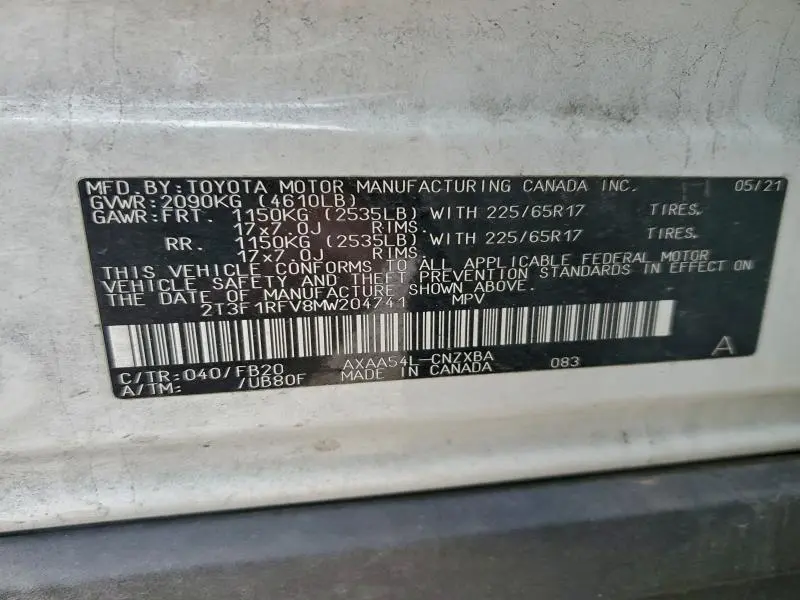 MFD. BY: TOYOTA MOTOR MANUFACTURING CANADA INC. 05/21
GVWR: 2090KG (4610LB)
GAWR: FRT. 1150KG (2535LB) WITH 225/65R17 TIRES,
17x7.0J RIMS.
RR. 1150KG (2535LB) WITH 225/65R17 TIRES,
17x7.0J RIMS.
THIS VEHICLE CONFORMS TO ALL APPLICABLE FEDERAL MOTOR
VEHICLE SAFETY AND THEFT PREVENTION STANDARDS IN EFFECT ON
THE DATE OF MANUFACTURE SHOWN ABOVE.
2T3F1RFV8MW204741 MPV
C/TR: 040/FB20 AXAA54L-CNZXBA 083 A
A/TM: /UB80F MADE IN CANADA